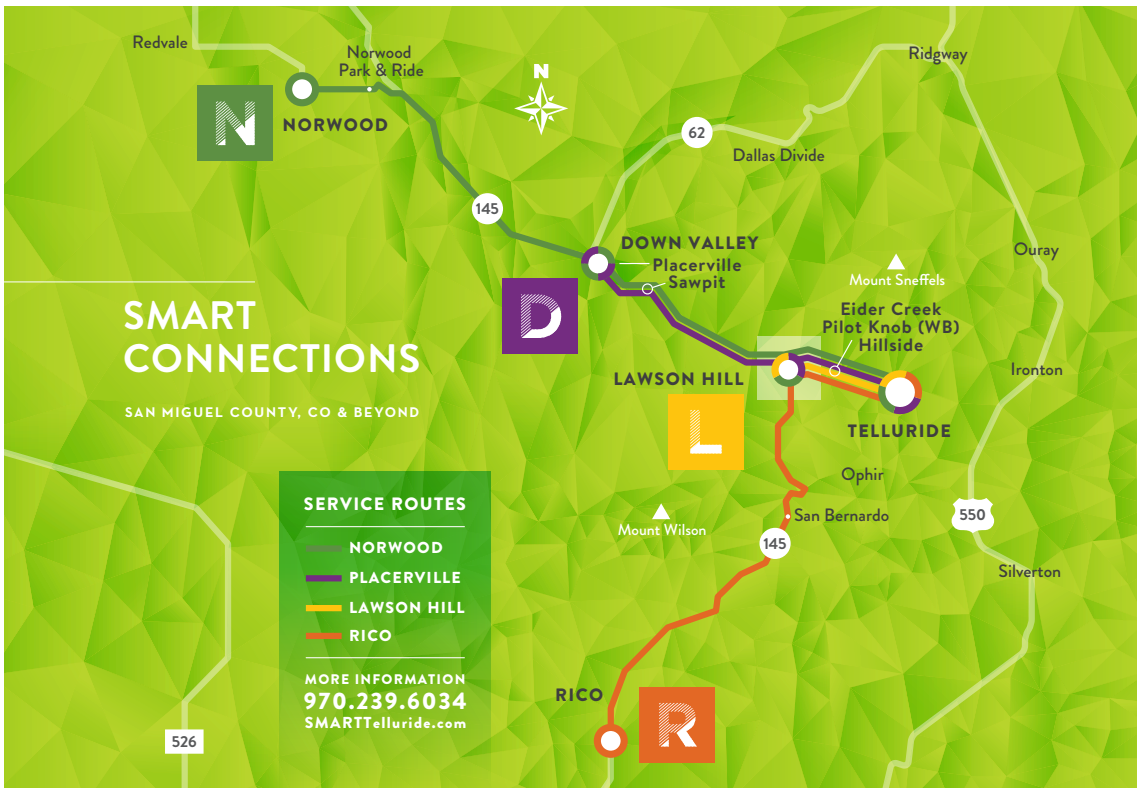 Redvale
Norwood
Park & Ride
N
Ridgway
N
NORWOOD
62
Dallas Divide
145
DOWN VALLEY
Placerville
Sawpit
Ouray
Mount Sneffels
D
SMART
CONNECTIONS
SAN MIGUEL COUNTY, CO & BEYOND
Eider Creek
Pilot Knob (WB)
Hillside
Ironton
LAWSON HILL
L
TELLURIDE
Ophir
San Bernardo
550
Mount Wilson
145
Silverton
SERVICE ROUTES
NORWOOD
PLACERVILLE
LAWSON HILL
RICO
MORE INFORMATION
970.239.6034
SMARTTelluride.com
RICO
R
526